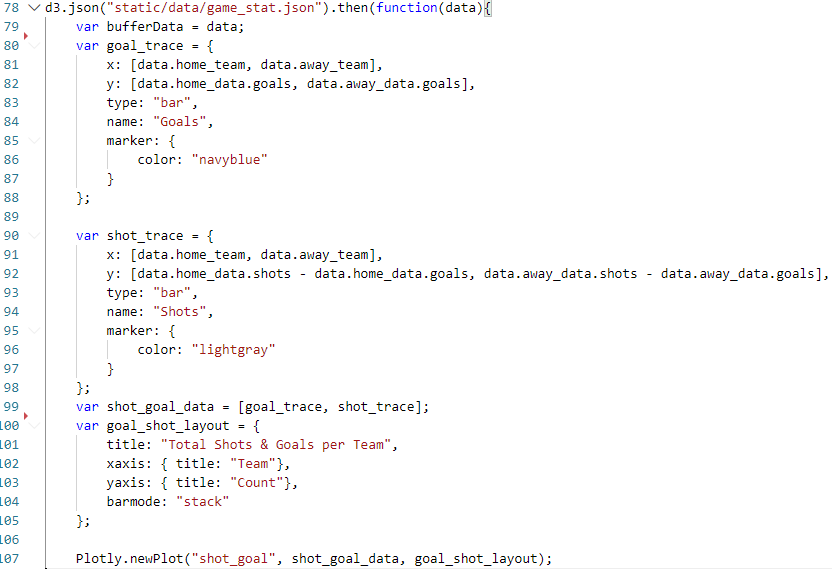 78 d3.json("static/data/game_stat.json").then(function(data){
79 var bufferData = data;
80 var goal_trace = {
81 x: [data.home_team, data.away_team],
82 y: [data.home_data.goals, data.away_data.goals],
83 type: "bar",
84 name: "Goals",
85 marker: {
86 color: "navyblue"
87 }
88 };
89
90 var shot_trace = {
91 x: [data.home_team, data.away_team],
92 y: [data.home_data.shots - data.home_data.goals, data.away_data.shots - data.away_data.goals],
93 type: "bar",
94 name: "Shots",
95 marker: {
96 color: "lightgray"
97 }
98 };
99 var shot_goal_data = [goal_trace, shot_trace];
100 var goal_shot_layout = {
101 title: "Total Shots & Goals per Team",
102 xaxis: { title: "Team"},
103 yaxis: { title: "Count"},
104 barmode: "stack"
105 };
106
107 Plotly.newPlot("shot_goal", shot_goal_data, goal_shot_layout);